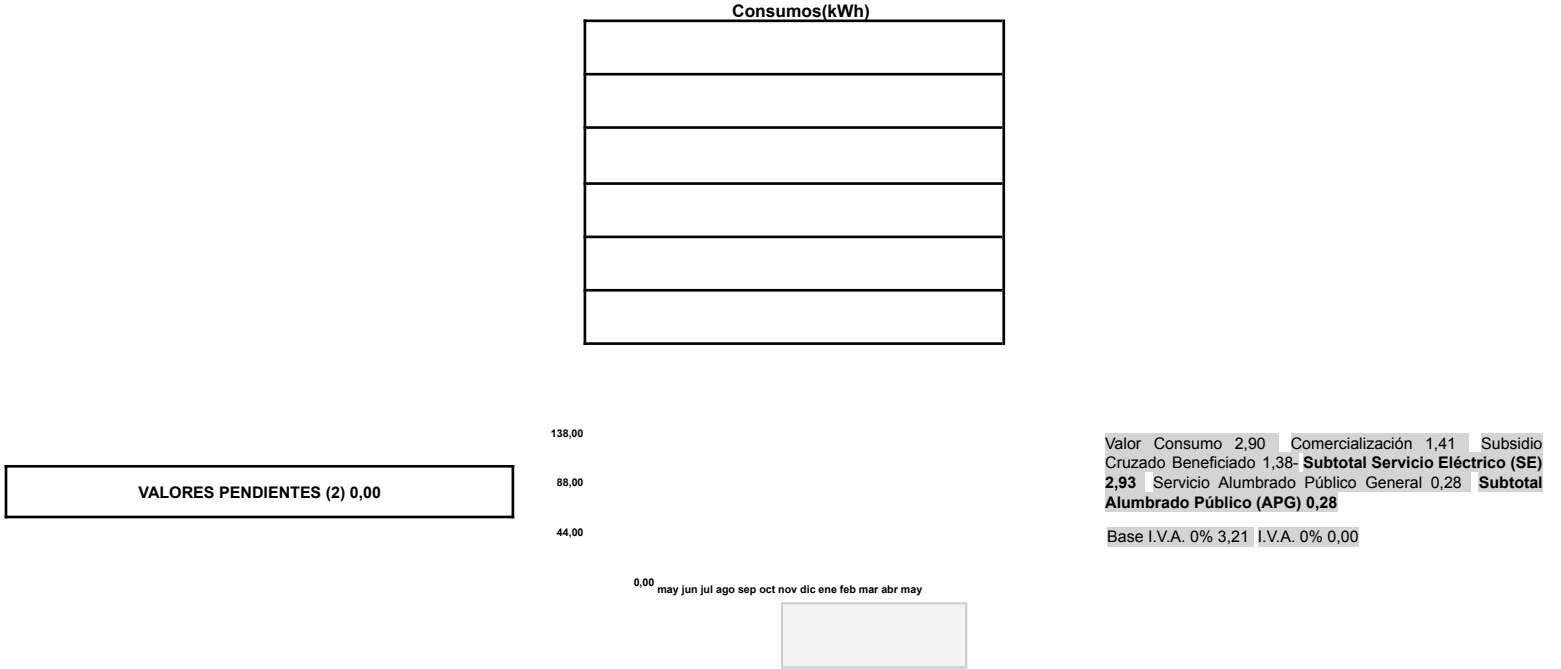 Consumos(kWh)
138,00
88,00
44,00
0,00 may jun jul ago sep oct nov dic ene feb mar abr may
VALORES PENDIENTES (2) 0,00
Valor Consumo 2,90 Comercialización 1,41 Subsidio
Cruzado Beneficiado 1,38- Subtotal Servicio Eléctrico (SE)
2,93 Servicio Alumbrado Público General 0,28 Subtotal
Alumbrado Público (APG) 0,28
Base I.V.A. 0% 3,21 I.V.A. 0% 0,00